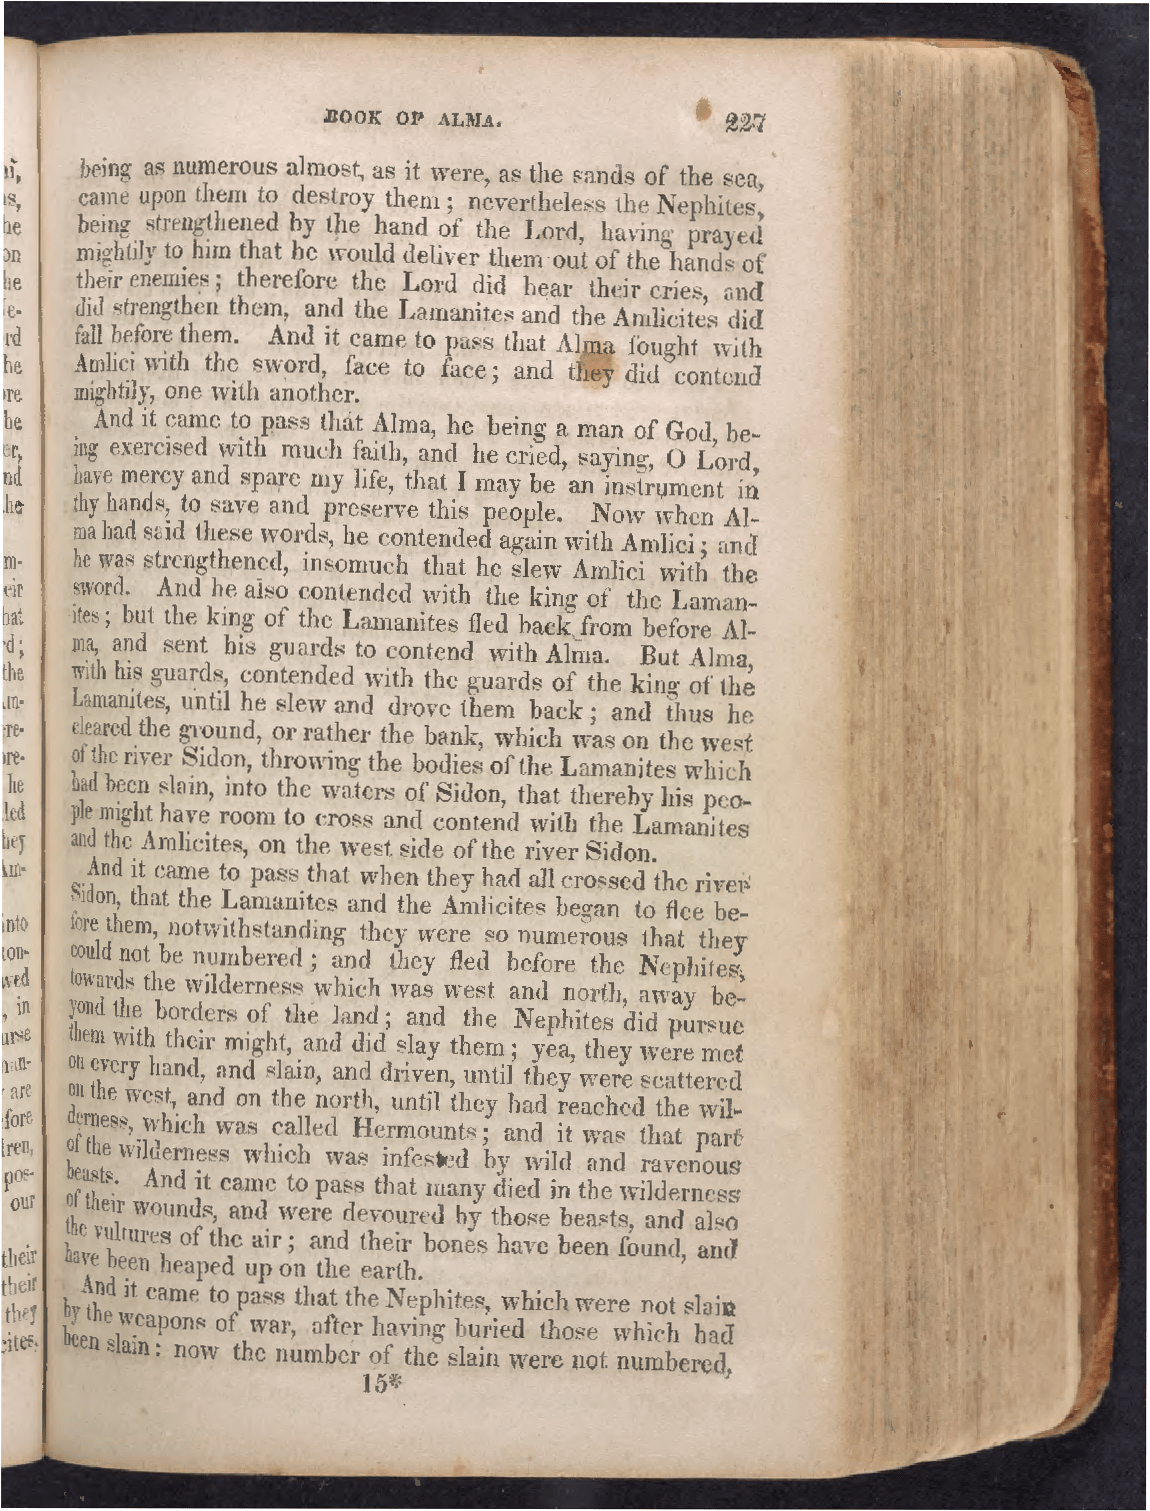 BOOK OF ALMA. 227
being as numerous almost, as it were, as the sands of the sea,
came upon them to destroy them; nevertheless the Nephites,
being strengthened by the hand of the Lord, having prayed
mightily to him that he would deliver them out of the hands of
their enemies; therefore the Lord did hear their cries, and
did strengthen them, and the Lamanites and the Amlicites did
fall before them. And it came to pass that Alma fought with
Amlici with the sword, face to face; and they did contend
mightily, one with another.
And it came to pass that Alma, he being a man of God, be-
ing exercised with much faith, and he cried, saying, O Lord,
have mercy and spare my life, that I may be an instrument in
thy hands, to save and preserve this people. Now when Al-
ma had said these words, he contended again with Amlici; and
he was strengthened, insomuch that he slew Amlici with the
sword. And he also contended with the king of the Laman-
ites; but the king of the Lamanites fled back from before Al-
ma, and sent his guards to contend with Alma. But Alma,
with his guards, contended with the guards of the king of the
Lamanites, until he slew and drove them back; and thus he
cleared the ground, or rather the bank, which was on the west
of the river Sidon, throwing the bodies of the Lamanites which
had been slain, into the waters of Sidon, that thereby his peo-
ple might have room to cross and contend with the Lamanites
and the Amlicites, on the west side of the river Sidon.
And it came to pass that when they had all crossed the river
Sidon, that the Lamanites and the Amlicites began to flee be-
fore them, notwithstanding they were so numerous that they
could not be numbered; and they fled before the Nephites,
towards the wilderness which was west and north, away be-
yond the borders of the land; and the Nephites did pursue
them with their might, and did slay them; yea, they were met
on every hand, and slain, and driven, until they were scattered
on the west, and on the north, until they had reached the wil-
derness, which was called Hermounts; and it was that part
of the wilderness which was infested by wild and ravenous
beasts. And it came to pass that many died in the wilderness
of their wounds, and were devoured by those beasts, and also
the vultures of the air; and their bones have been found, and
have been heaped up on the earth.
And it came to pass that the Nephites, which were not slain
by the weapons of war, after having buried those which had
been slain: now the number of the slain were not numbered,
15*